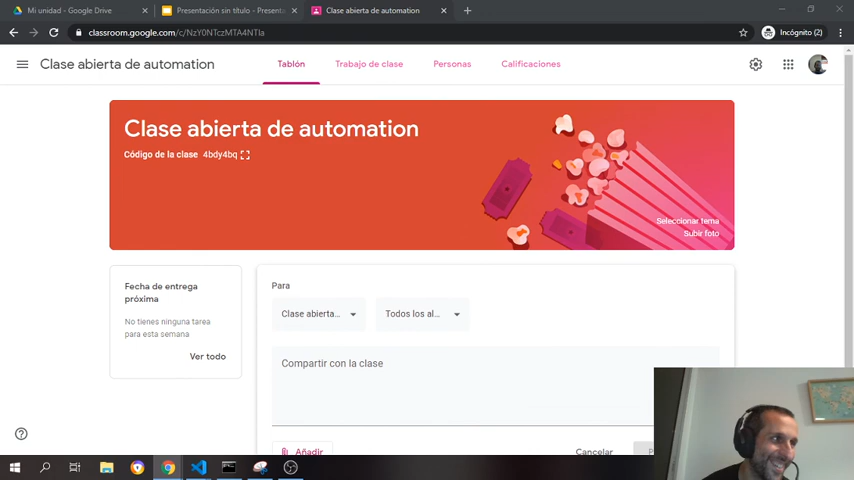 Mi unidad - Google Drive
Presentación sin título - Presenta
Clase abierta de automation
classroom.google.com/c/NzY0NTczMTA4NTIa
Incógnito (2)
Clase abierta de automation
Tablón
Trabajo de clase
Personas
Calificaciones
Clase abierta de automation
Código de la clase 4bdy4bq
Seleccionar tema
Subir foto
Fecha de entrega
próxima
No tienes ninguna tarea
para esta semana
Ver todo
Para
Clase abierta...
Todos los al...
Compartir con la clase
Añadir
Cancelar